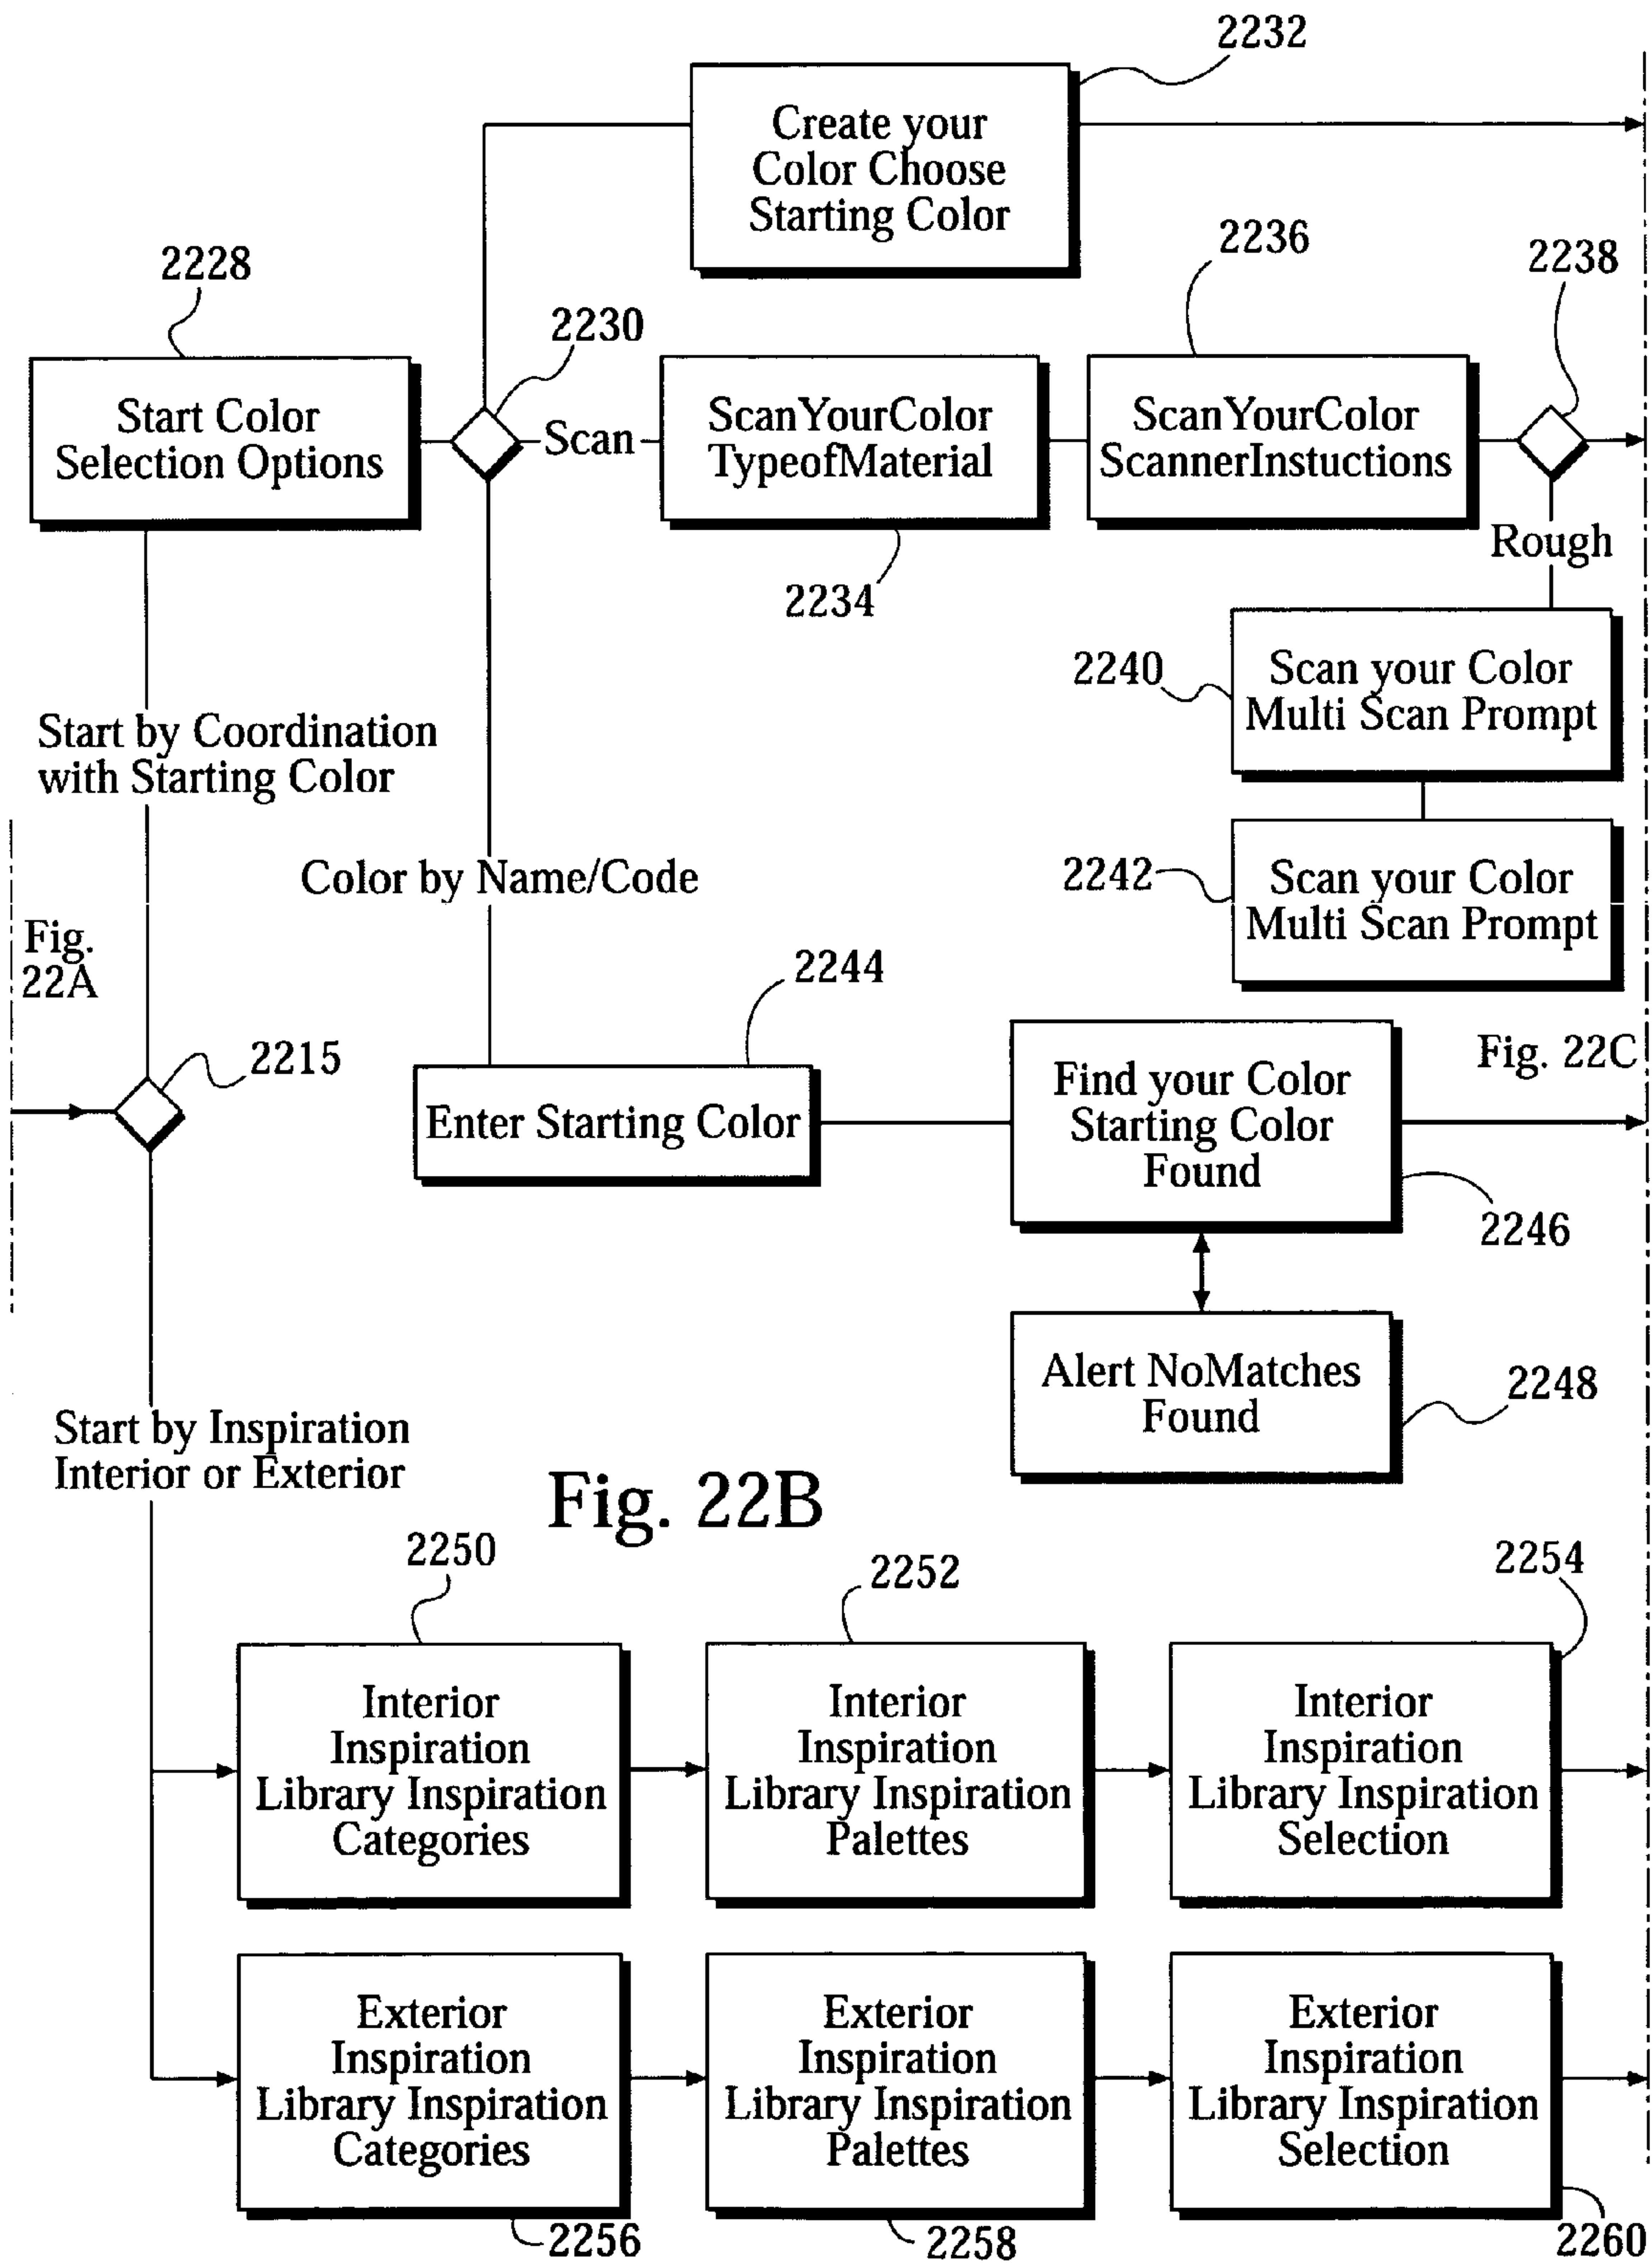 2232
Create your
Color Choose
Starting Color
2228
2230
2236
2238
Start Color
Selection Options
Scan
ScanYourColor
TypeofMaterial
ScanYourColor
ScannerInstuctions
2234
Rough
2240
Scan your Color
Multi Scan Prompt
Start by Coordination
with Starting Color
2242
Scan your Color
Multi Scan Prompt
Color by Name/Code
Fig.
22A
2244
2215
Enter Starting Color
Find your Color
Starting Color
Found
Fig. 22C
2246
Alert NoMatches
Found
2248
Start by Inspiration
Interior or Exterior
Fig. 22B
2250
2252
2254
Interior
Inspiration
Library Inspiration
Categories
Interior
Inspiration
Library Inspiration
Palettes
Interior
Inspiration
Library Inspiration
Selection
Exterior
Inspiration
Library Inspiration
Categories
Exterior
Inspiration
Library Inspiration
Palettes
Exterior
Inspiration
Library Inspiration
Selection
2256
2258
2260